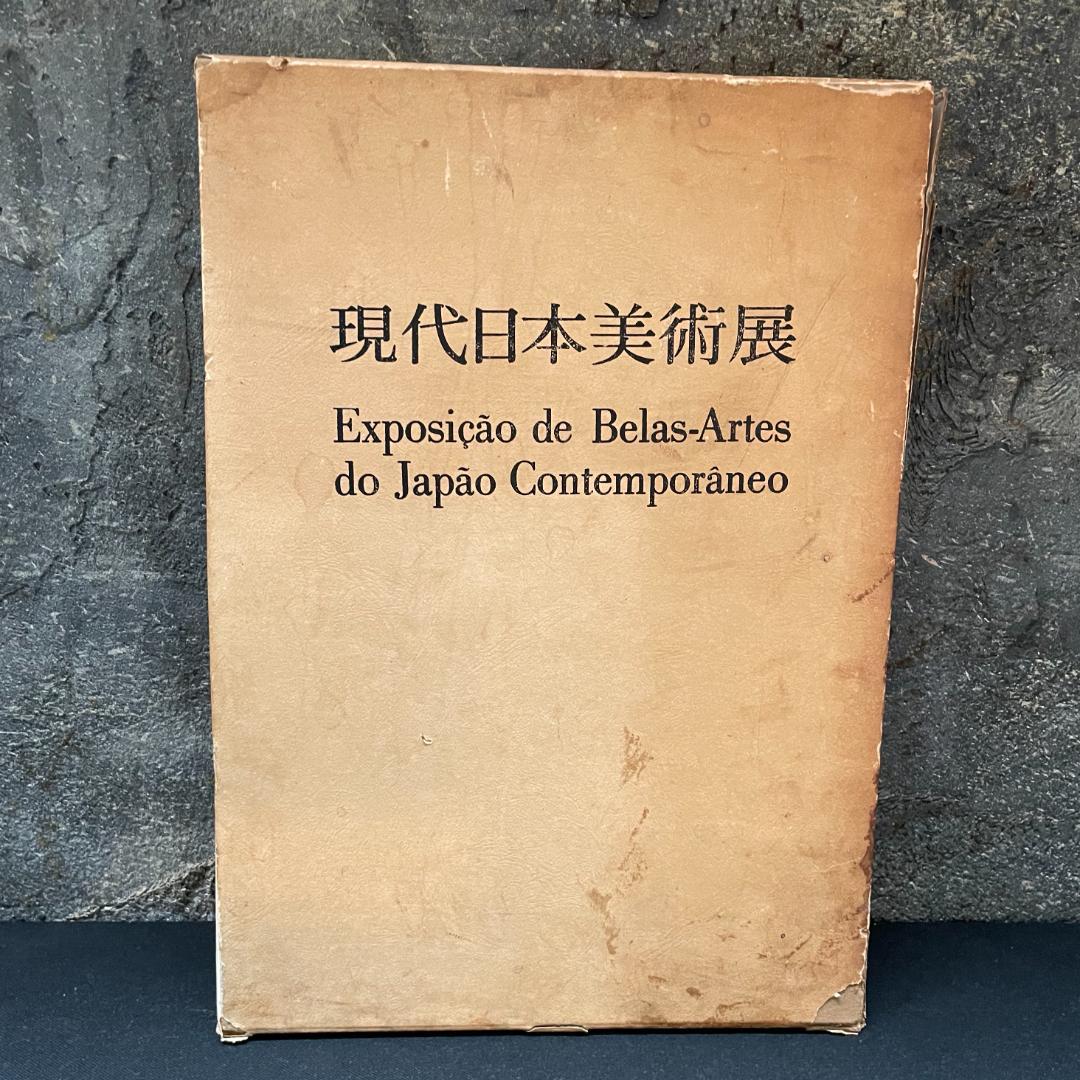 現代日本美術展
Exposição de Belas-Artes
do Japão Contemporâneo